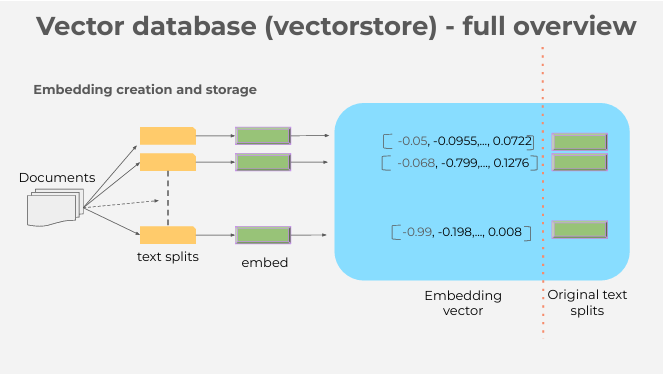 Vector database (vectorstore) - full overview
Embedding creation and storage
Documents
text splits
embed
-0.05, -0.0955,..., 0.0722
-0.068, -0.799,..., 0.1276
-0.99, -0.198,..., 0.008
Embedding
vector
Original text
splits